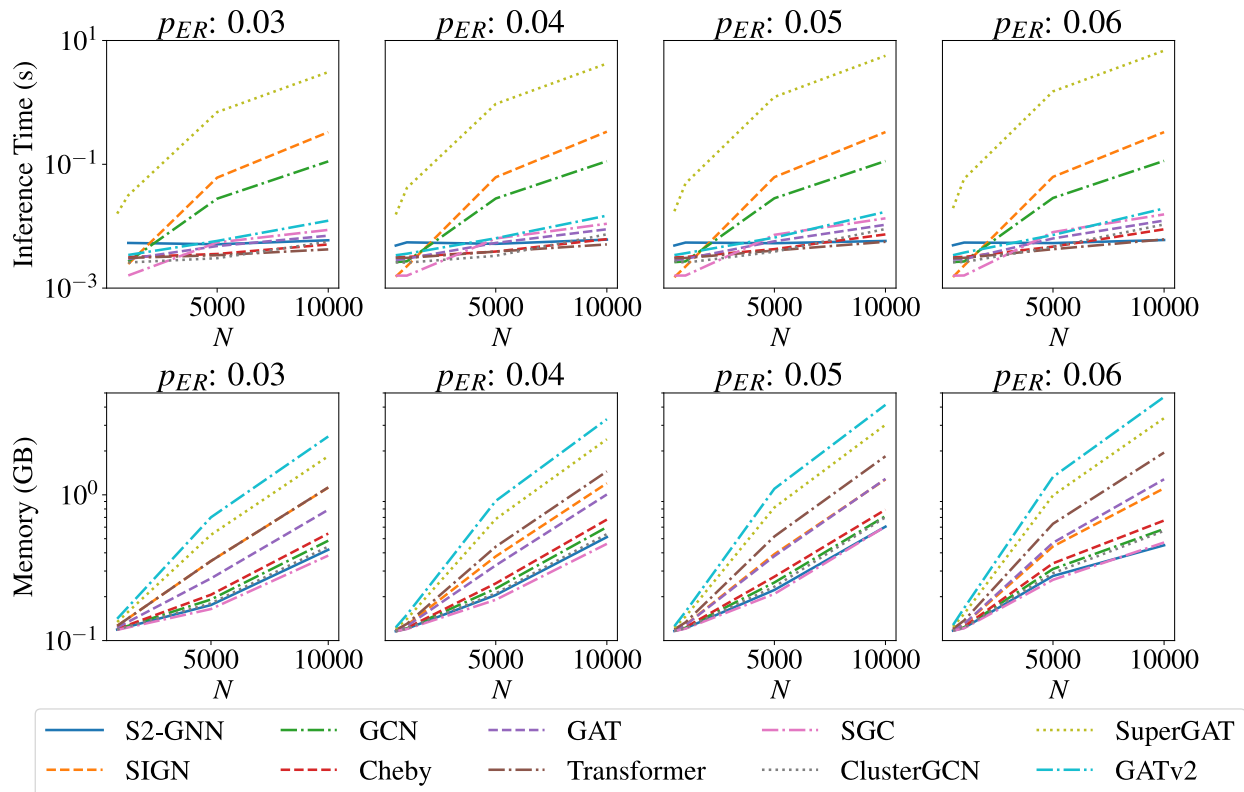 p_ER: 0.03 p_ER: 0.04 p_ER: 0.05 p_ER: 0.06
Inference Time (s)
10^1
10^−1
10^−3
5000 10000 5000 10000 5000 10000 5000 10000
N N N N
p_ER: 0.03 p_ER: 0.04 p_ER: 0.05 p_ER: 0.06
Memory (GB)
10^0
10^−1
5000 10000 5000 10000 5000 10000 5000 10000
N N N N
S2-GNN GCN GAT SGC SuperGAT
SIGN Cheby Transformer ClusterGCN GATv2